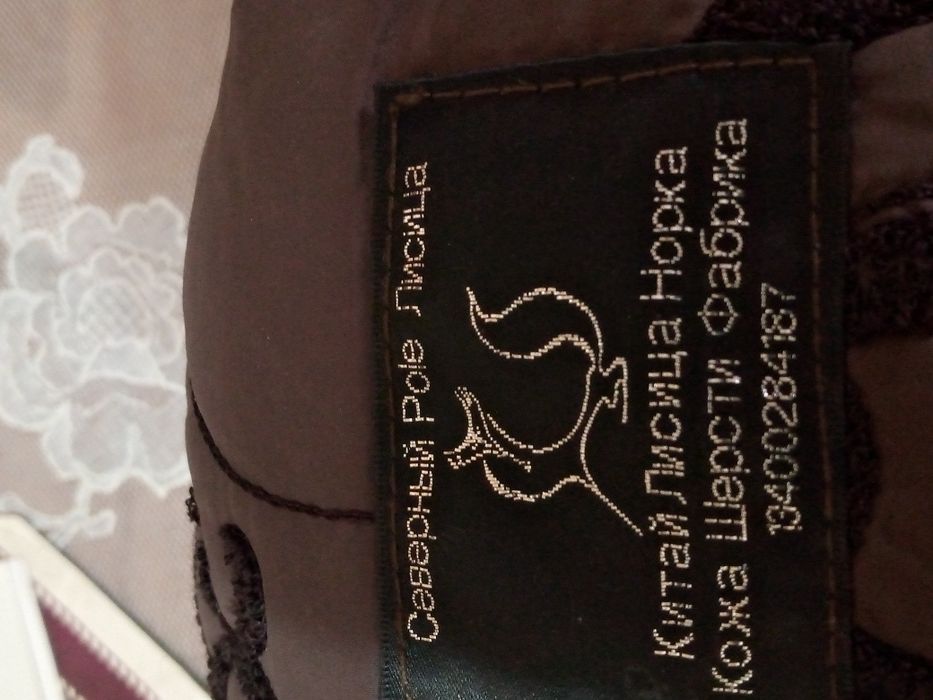 Северный Pole Лисица
Китай Лисица Норка
Кожа Шерсти Фабрика
19400284187